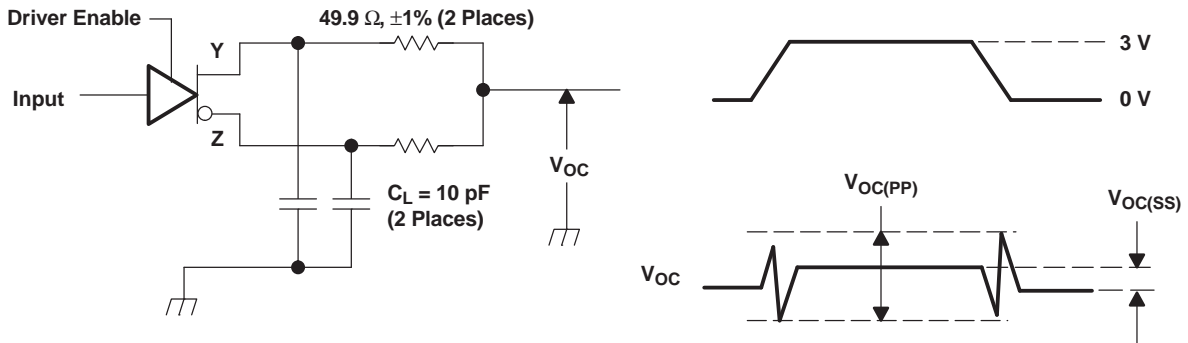 Driver Enable
49.9 Ω, ±1% (2 Places)
Y
Input
Z
C_L = 10 pF
(2 Places)
V_OC
3 V
0 V
V_OC(PP)
V_OC(SS)
V_OC